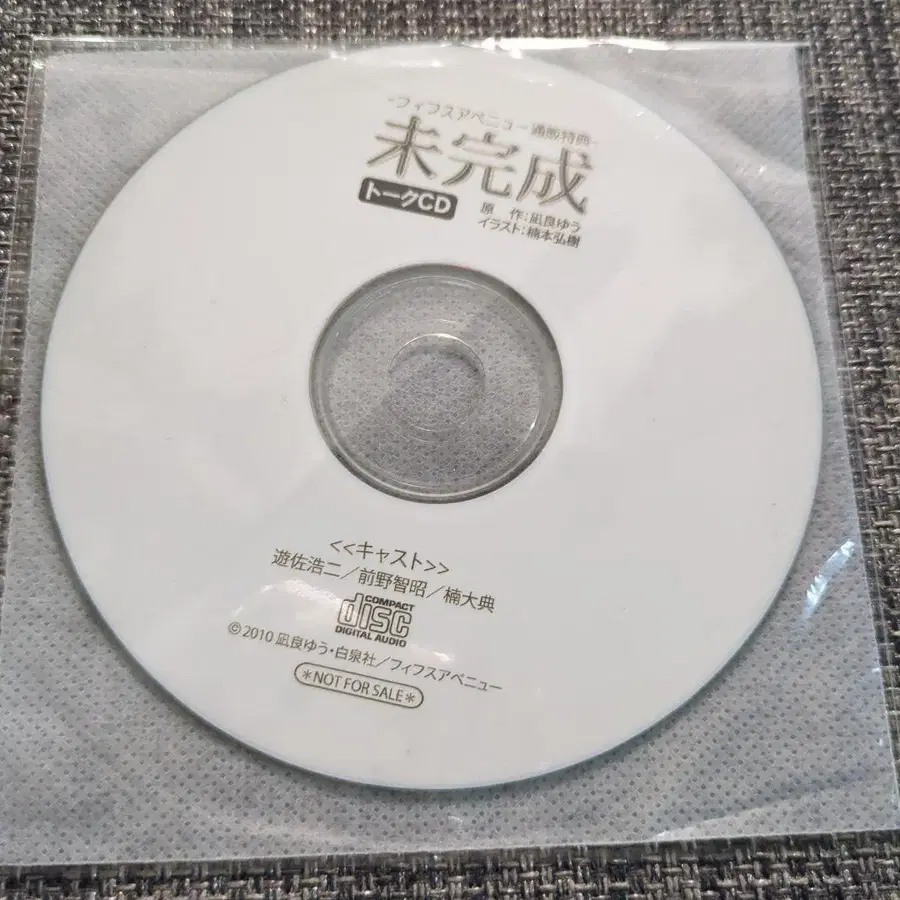 -フィフスアベニュー通販特典-
未完成
トークCD
原 作:凪良ゆう
イラスト:楠本弘樹
<<キャスト>>
遊佐浩二/前野智昭/楠大典
COMPACT
disc
DIGITAL AUDIO
©2010 凪良ゆう・白泉社/フィフスアベニュー
*NOT FOR SALE*